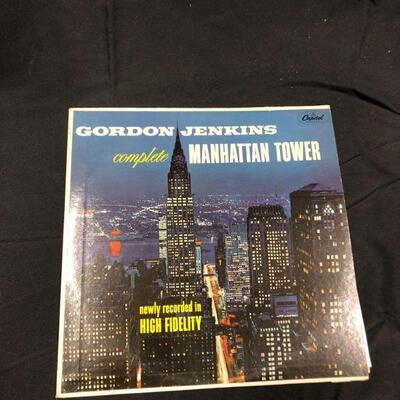 Capitol
GORDON JENKINS
complete MANHATTAN TOWER
newly recorded in
HIGH FIDELITY